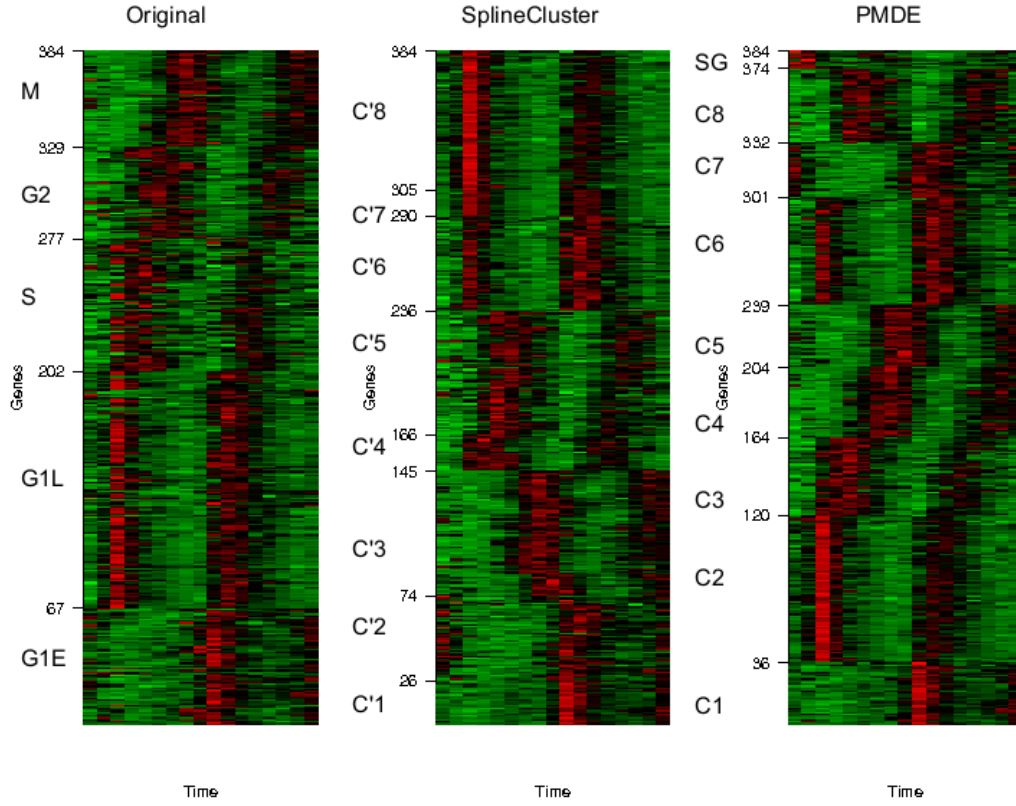 Original
384
M
329
G2
277
S
202
G1L
67
G1E
Genes
Time
SplineCluster
384
C'8
305
C'7
290
C'6
236
C'5
166
C'4
145
C'3
74
C'2
26
C'1
Genes
Time
PMDE
384
SG
374
C8
332
C7
301
C6
239
C5
204
C4
164
C3
120
C2
36
C1
Genes
Time